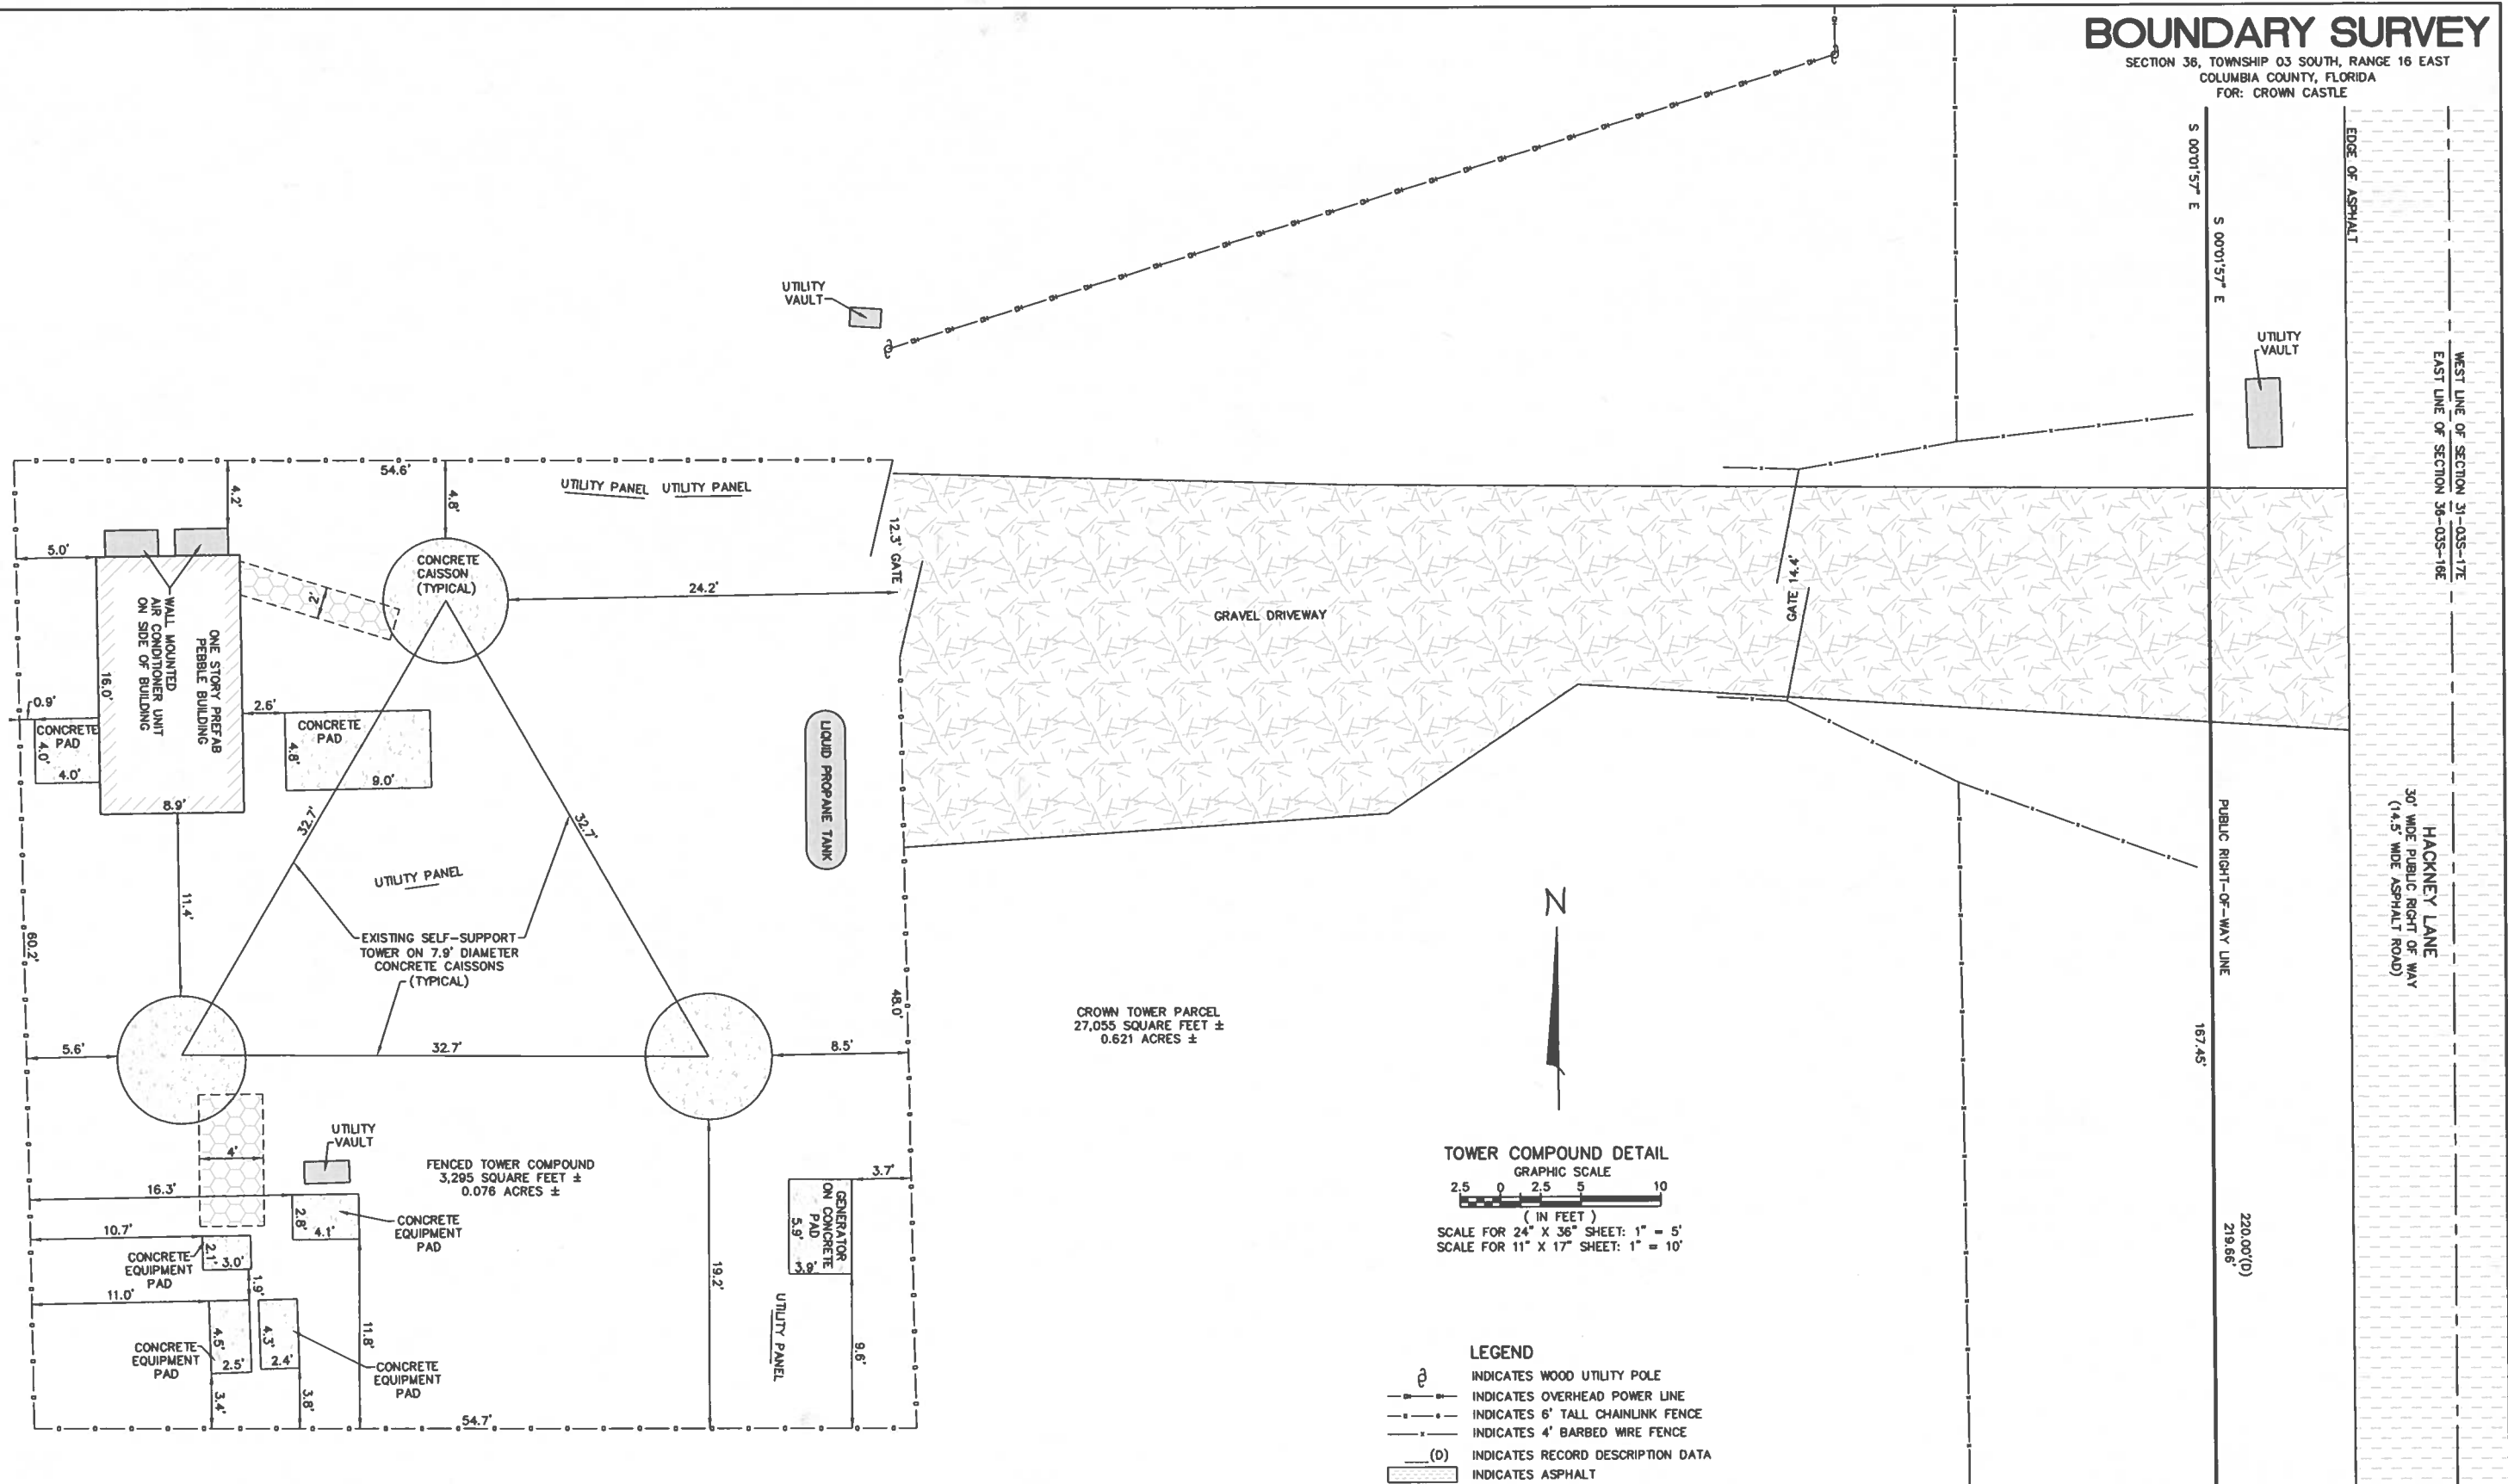 BOUNDARY SURVEY
SECTION 36, TOWNSHIP 03 SOUTH, RANGE 16 EAST
COLUMBIA COUNTY, FLORIDA
FOR: CROWN CASTLE
S 00°01'57" E
S 00°01'57" E
EDGE OF ASPHALT
WEST LINE OF SECTION 31-03S-17E
EAST LINE OF SECTION 36-03S-16E
UTILITY
VAULT
UTILITY
VAULT
54.6'
4.2'
4.8'
UTILITY PANEL
UTILITY PANEL
12.3' GATE
5.0'
CONCRETE
CAISSON
(TYPICAL)
2'
24.2'
GRAVEL DRIVEWAY
GATE 14.4'
WALL MOUNTED
AIR CONDITIONER UNIT
ON SIDE OF BUILDING
ONE STORY PREFAB
PEBBLE BUILDING
16.0'
8.9'
0.9'
CONCRETE
PAD
4.0'
4.0'
2.6'
CONCRETE
PAD
4.8'
9.0'
LIQUID PROPANE TANK
32.7'
32.7'
UTILITY PANEL
11.4'
60.2'
EXISTING SELF-SUPPORT
TOWER ON 7.9' DIAMETER
CONCRETE CAISSONS
(TYPICAL)
48.0'
5.6'
32.7'
8.5'
CROWN TOWER PARCEL
27,055 SQUARE FEET ±
0.621 ACRES ±
N
PUBLIC RIGHT-OF-WAY LINE
167.45'
HACKNEY LANE
30' WIDE PUBLIC RIGHT OF WAY
(14.5' WIDE ASPHALT ROAD)
220.00'(D)
219.66'
UTILITY
VAULT
4'
FENCED TOWER COMPOUND
3,295 SQUARE FEET ±
0.076 ACRES ±
16.3'
2.8'
4.1'
CONCRETE
EQUIPMENT
PAD
10.7'
2.1'
3.0'
CONCRETE
EQUIPMENT
PAD
1.9'
11.0'
4.5'
2.5'
CONCRETE
EQUIPMENT
PAD
4.3'
2.4'
CONCRETE
EQUIPMENT
PAD
11.8'
3.4'
3.8'
19.2'
3.7'
GENERATOR
ON CONCRETE
PAD
5.9'
3.9'
UTILITY PANEL
9.6'
54.7'
TOWER COMPOUND DETAIL
GRAPHIC SCALE
2.5 0 2.5 5 10
( IN FEET )
SCALE FOR 24" X 36" SHEET: 1" = 5'
SCALE FOR 11" X 17" SHEET: 1" = 10'
LEGEND
INDICATES WOOD UTILITY POLE
INDICATES OVERHEAD POWER LINE
INDICATES 6' TALL CHAINLINK FENCE
INDICATES 4' BARBED WIRE FENCE
(D) INDICATES RECORD DESCRIPTION DATA
INDICATES ASPHALT